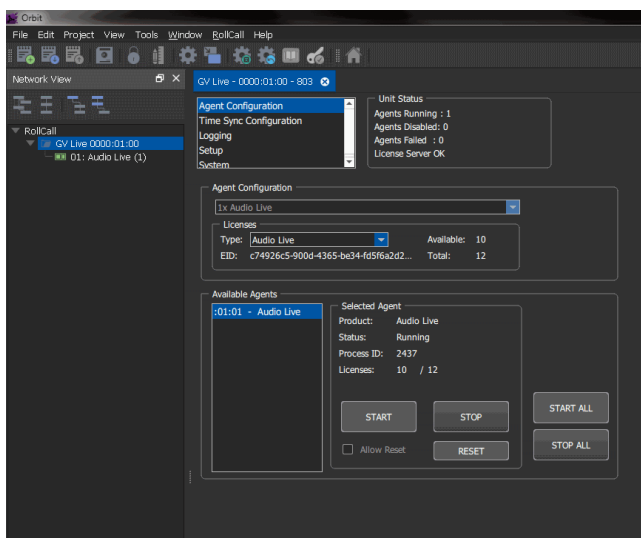 Orbit
File Edit Project View Tools Window RollCall Help
Network View
GV Live - 0000:01:00 - 803
RollCall
GV Live 0000:01:00
01: Audio Live (1)
Agent Configuration
Time Sync Configuration
Logging
Setup
System
Unit Status
Agents Running : 1
Agents Disabled: 0
Agents Failed : 0
License Server OK
Agent Configuration
1x Audio Live
Licenses
Type: Audio Live Available: 10
EID: c74926c5-900d-4365-be34-fd5f6a2d2... Total: 12
Available Agents
:01:01 - Audio Live
Selected Agent
Product: Audio Live
Status: Running
Process ID: 2437
Licenses: 10 / 12
START STOP
Allow Reset RESET
START ALL
STOP ALL